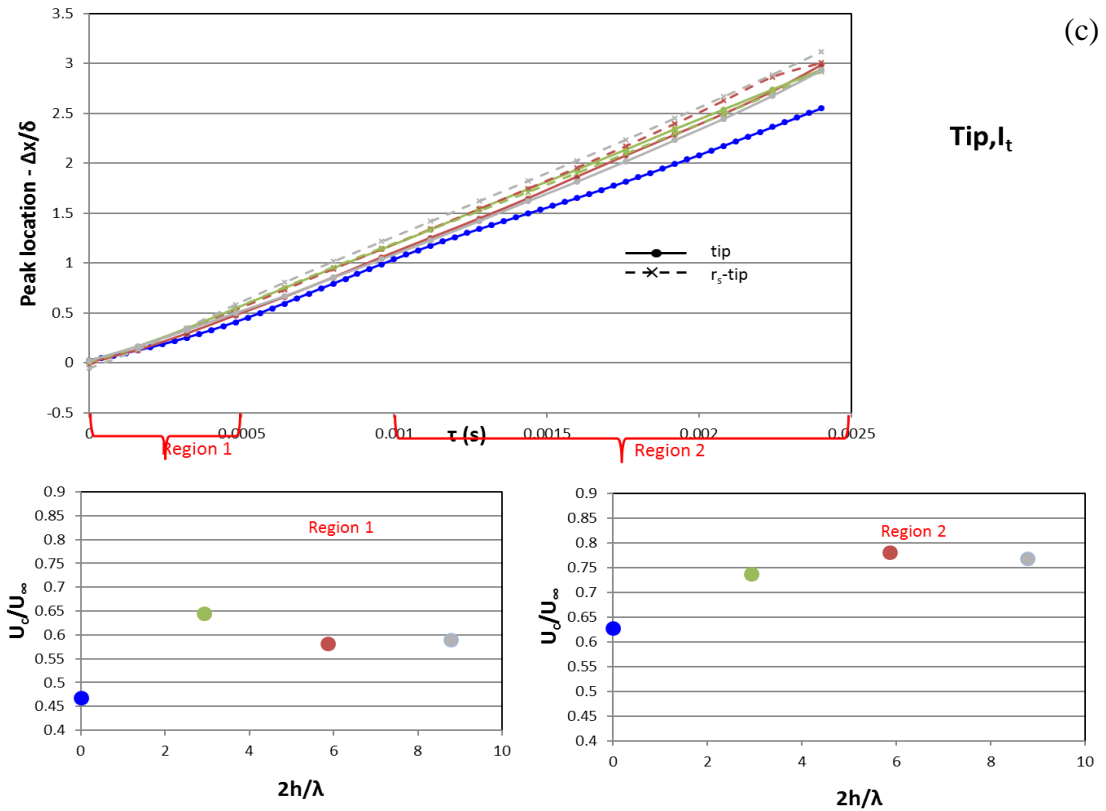 (c)
3.5
3
2.5
2
1.5
1
0.5
0
-0.5
Peak location - Δx/δ
Tip,Iₜ
tip
rₛ-tip
0
0.0005
0.001
0.0015
0.002
0.0025
τ (s)
Region 1
Region 2
0.9
0.85
0.8
0.75
0.7
0.65
0.6
0.55
0.5
0.45
0.4
U_c/U_∞
Region 1
0 2 4 6 8 10
2h/λ
0.9
0.85
0.8
0.75
0.7
0.65
0.6
0.55
0.5
0.45
0.4
U_c/U_∞
Region 2
0 2 4 6 8 10
2h/λ